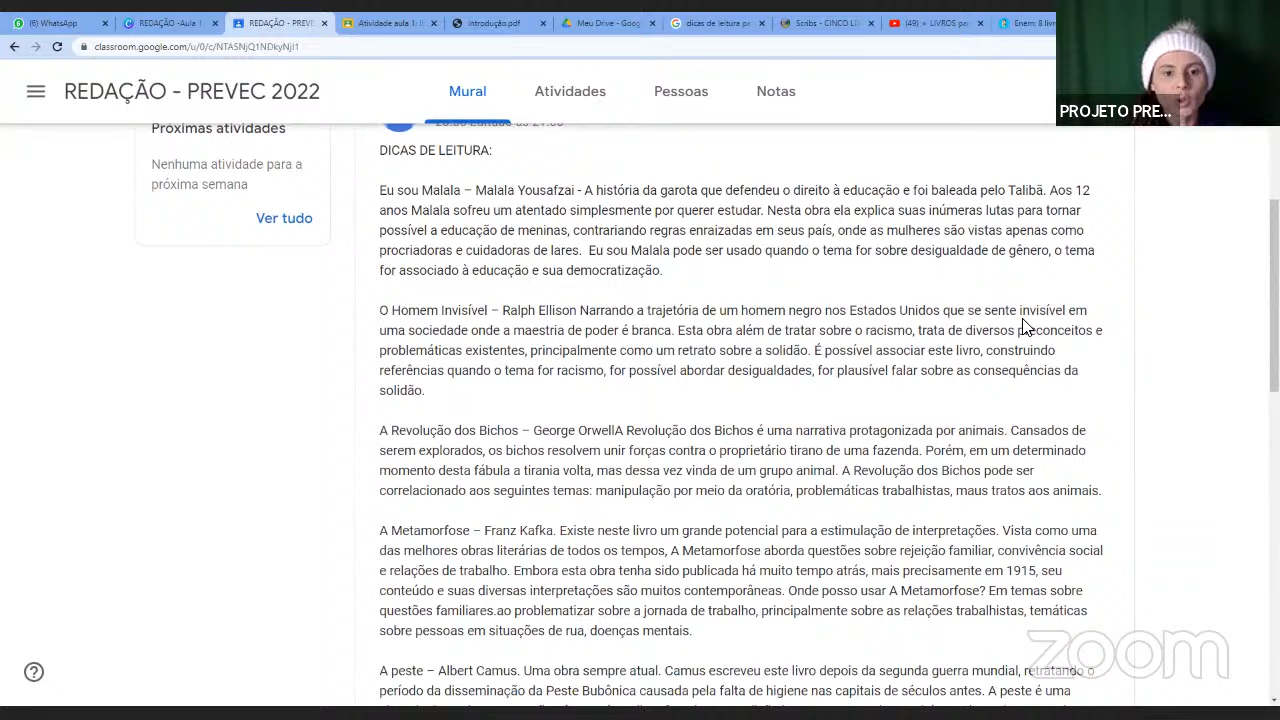 (6) WhatsApp
REDAÇÃO -Aula 1
REDAÇÃO - PREVE
Atividade aula 1/
introdução.pdf
Meu Drive - Goog
dicas de leitura pa
Scribs - CINCO LI
(49) LIVROS pa
Enem: 8 livr
classroom.google.com/u/0/c/
REDAÇÃO - PREVEC 2022
Mural
Atividades
Pessoas
Notas
PROJETO PRE...
Próximas atividades
Nenhuma atividade para a
próxima semana
Ver tudo
DICAS DE LEITURA:
Eu sou Malala – Malala Yousafzai - A história da garota que defendeu o direito à educação e foi baleada pelo Talibã. Aos 12
anos Malala sofreu um atentado simplesmente por querer estudar. Nesta obra ela explica suas inúmeras lutas para tornar
possível a educação de meninas, contrariando regras enraizadas em seus país, onde as mulheres são vistas apenas como
procriadoras e cuidadoras de lares. Eu sou Malala pode ser usado quando o tema for sobre desigualdade de gênero, o tema
for associado à educação e sua democratização.
O Homem Invisível – Ralph Ellison Narrando a trajetória de um homem negro nos Estados Unidos que se sente invisível em
uma sociedade onde a maestria de poder é branca. Esta obra além de tratar sobre o racismo, trata de diversos preconceitos e
problemáticas existentes, principalmente como um retrato sobre a solidão. É possível associar este livro, construindo
referências quando o tema for racismo, for possível abordar desigualdades, for plausível falar sobre as consequências da
solidão.
A Revolução dos Bichos – George OrwellA Revolução dos Bichos é uma narrativa protagonizada por animais. Cansados de
serem explorados, os bichos resolvem unir forças contra o proprietário tirano de uma fazenda. Porém, em um determinado
momento desta fábula a tirania volta, mas dessa vez vinda de um grupo animal. A Revolução dos Bichos pode ser
correlacionado aos seguintes temas: manipulação por meio da oratória, problemáticas trabalhistas, maus tratos aos animais.
A Metamorfose – Franz Kafka. Existe neste livro um grande potencial para a estimulação de interpretações. Vista como uma
das melhores obras literárias de todos os tempos, A Metamorfose aborda questões sobre rejeição familiar, convivência social
e relações de trabalho. Embora esta obra tenha sido publicada há muito tempo atrás, mais precisamente em 1915, seu
conteúdo e suas diversas interpretações são muitos contemporâneas. Onde posso usar A Metamorfose? Em temas sobre
questões familiares.ao problematizar sobre a jornada de trabalho, principalmente sobre as relações trabalhistas, temáticas
sobre pessoas em situações de rua, doenças mentais.
A peste – Albert Camus. Uma obra sempre atual. Camus escreveu este livro depois da segunda guerra mundial, retratando o
período da disseminação da Peste Bubônica causada pela falta de higiene nas capitais de séculos antes. A peste é uma
zoom